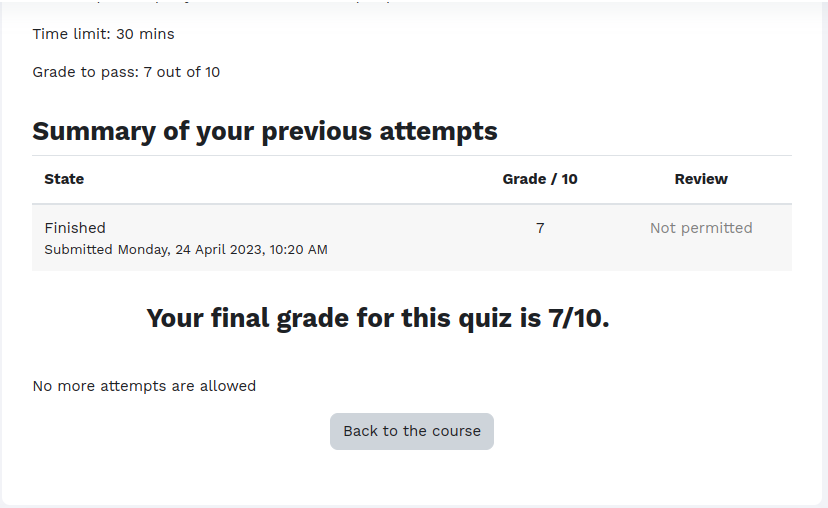 Time limit: 30 mins
Grade to pass: 7 out of 10
Summary of your previous attempts
State Grade / 10 Review
Finished 7 Not permitted
Submitted Monday, 24 April 2023, 10:20 AM
Your final grade for this quiz is 7/10.
No more attempts are allowed
Back to the course